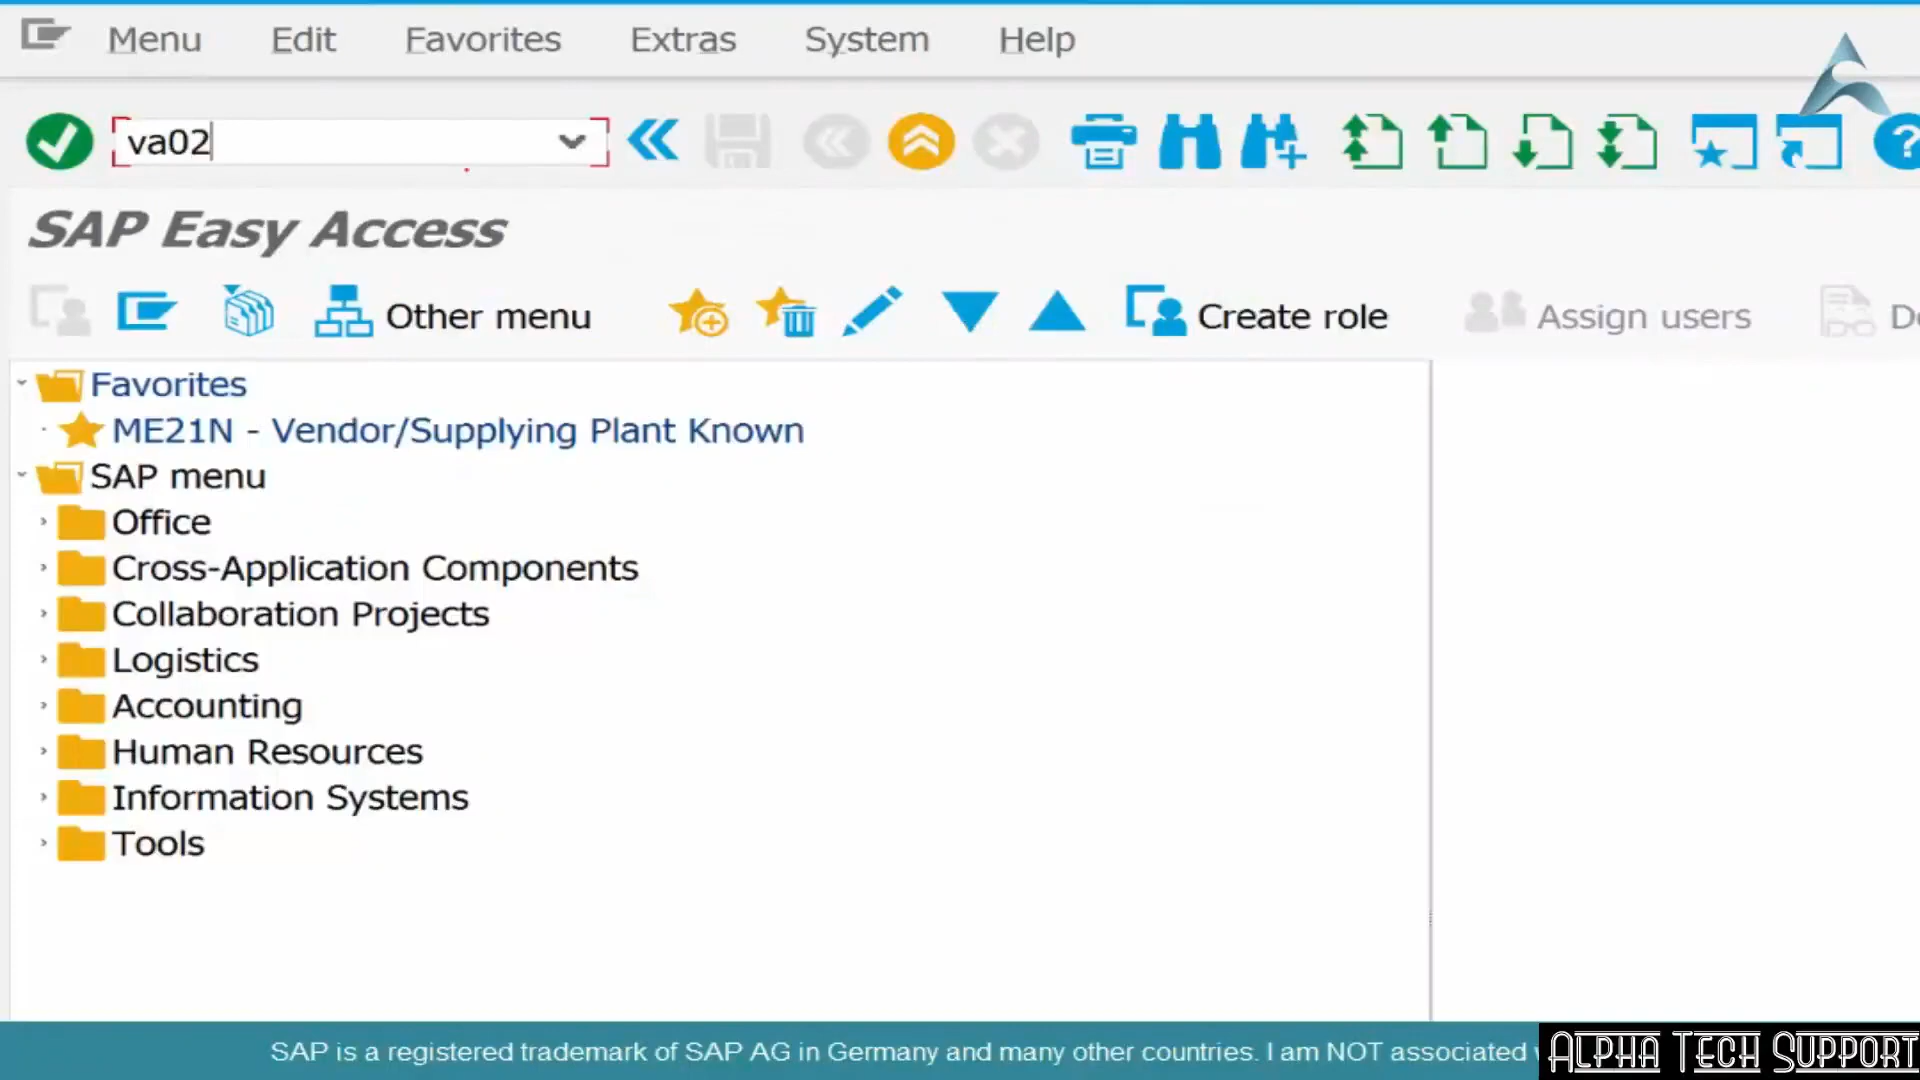 Menu Edit Favorites Extras System Help
va02
SAP Easy Access
Other menu Create role Assign users
Favorites
ME21N - Vendor/Supplying Plant Known
SAP menu
Office
Cross-Application Components
Collaboration Projects
Logistics
Accounting
Human Resources
Information Systems
Tools
SAP is a registered trademark of SAP AG in Germany and many other countries. I am NOT associated
Alpha Tech Support